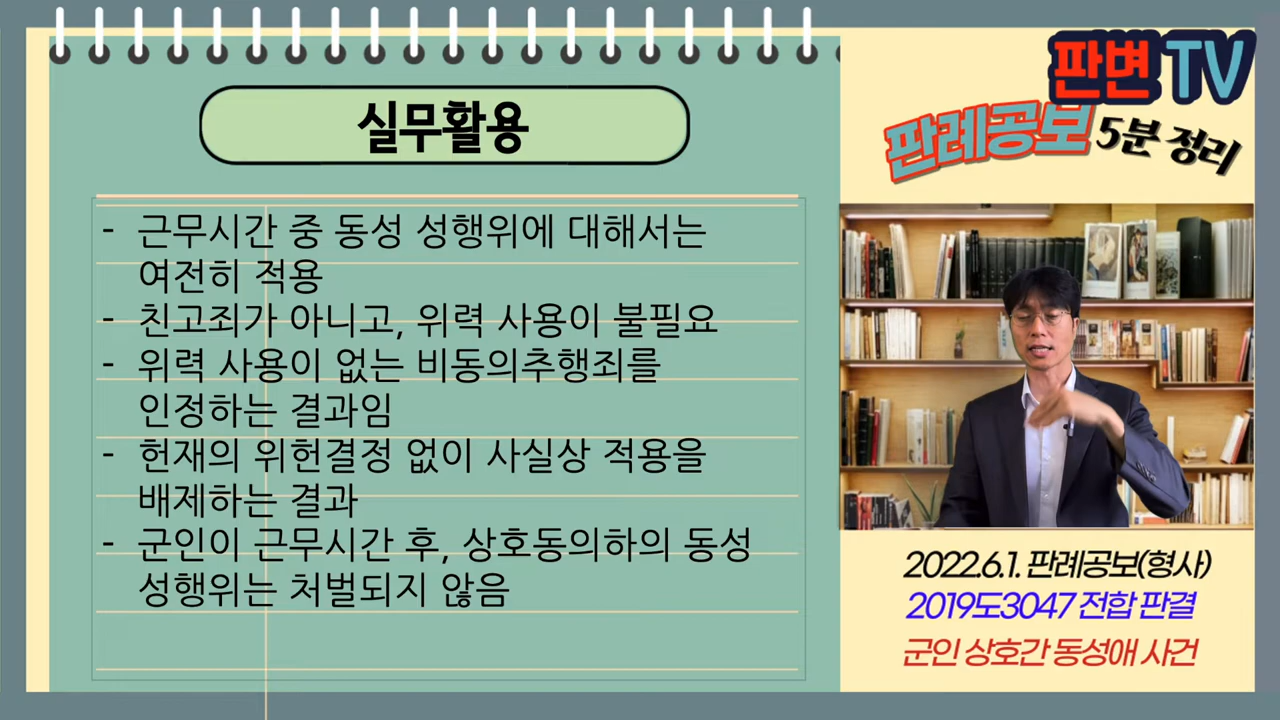 실무활용
- 근무시간 중 동성 성행위에 대해서는
여전히 적용
- 친고죄가 아니고, 위력 사용이 불필요
- 위력 사용이 없는 비동의추행죄를
인정하는 결과임
- 헌재의 위헌결정 없이 사실상 적용을
배제하는 결과
- 군인이 근무시간 후, 상호동의하의 동성
성행위는 처벌되지 않음
판변 TV
판례공보 5분 정리
2022.6.1. 판례공보(형사)
2019도3047 전합 판결
군인 상호간 동성애 사건